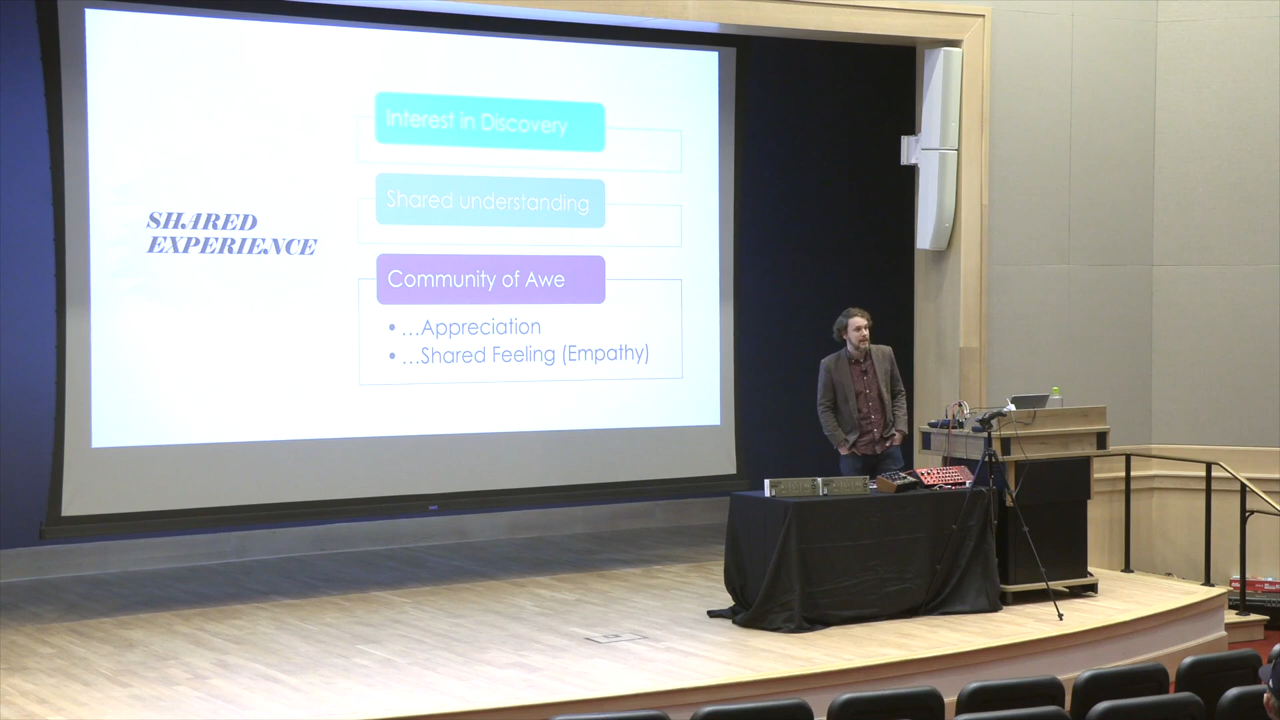 SHARED
EXPERIENCE
Interest in Discovery
Shared understanding
Community of Awe
• ...Appreciation
• ...Shared Feeling (Empathy)